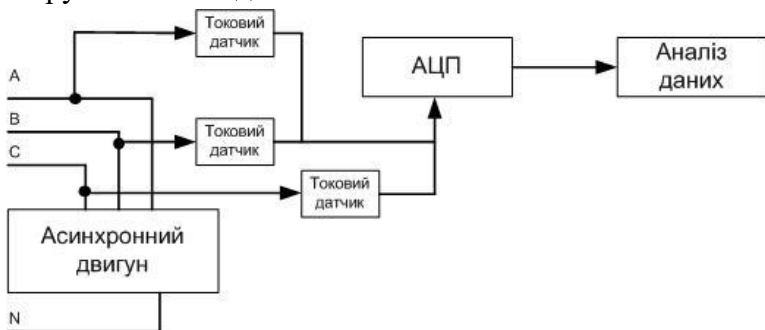 Токовий
датчик
АЦП
Аналіз
даних
A
B
Токовий
датчик
C
Токовий
датчик
Асинхронний
двигун
N